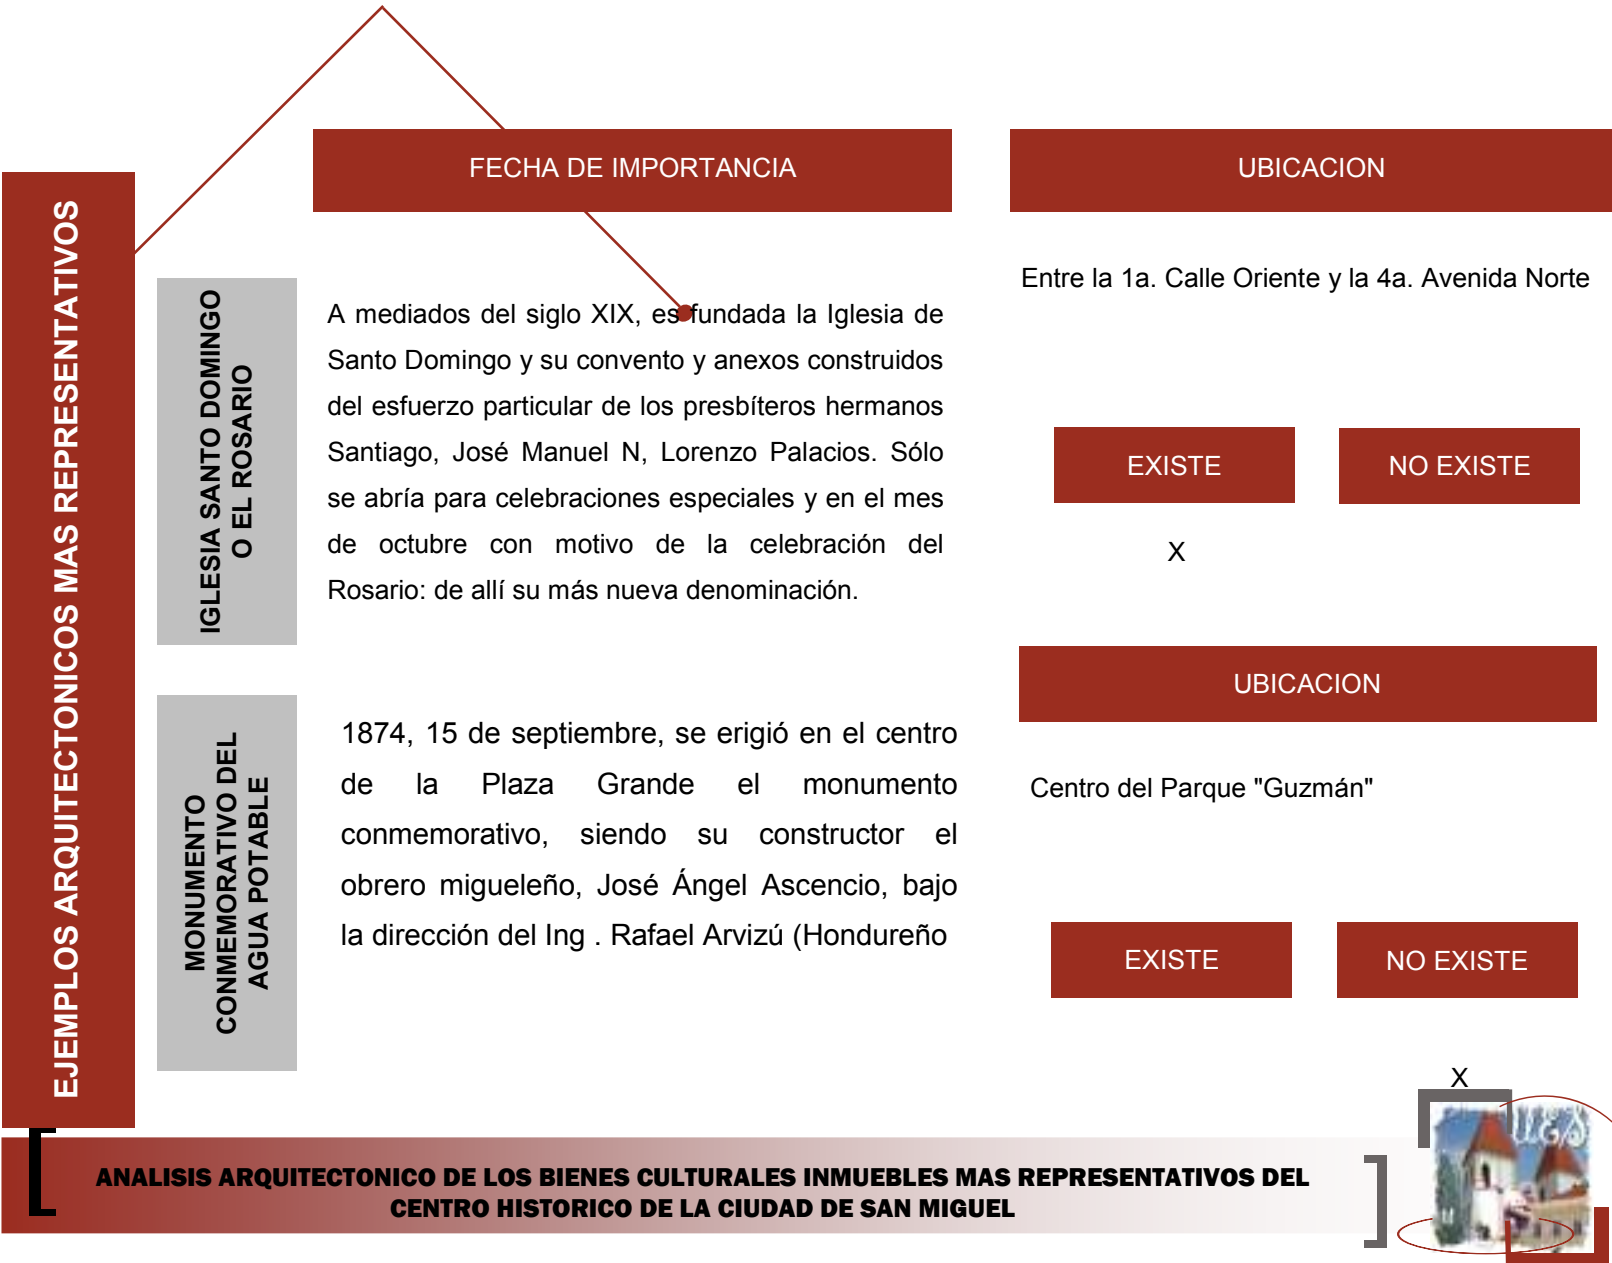 FECHA DE IMPORTANCIA
UBICACION
EJEMPLOS ARQUITECTONICOS MAS REPRESENTATIVOS
IGLESIA SANTO DOMINGO
O EL ROSARIO
A mediados del siglo XIX, es fundada la Iglesia de
Santo Domingo y su convento y anexos construidos
del esfuerzo particular de los presbíteros hermanos
Santiago, José Manuel N, Lorenzo Palacios. Sólo
se abría para celebraciones especiales y en el mes
de octubre con motivo de la celebración del
Rosario: de allí su más nueva denominación.
Entre la 1a. Calle Oriente y la 4a. Avenida Norte
EXISTE
NO EXISTE
X
UBICACION
MONUMENTO
CONMEMORATIVO DEL
AGUA POTABLE
1874, 15 de septiembre, se erigió en el centro
de la Plaza Grande el monumento
conmemorativo, siendo su constructor el
obrero migueleño, José Ángel Ascencio, bajo
la dirección del Ing . Rafael Arvizú (Hondureño
Centro del Parque "Guzmán"
EXISTE
NO EXISTE
X
UES
ANALISIS ARQUITECTONICO DE LOS BIENES CULTURALES INMUEBLES MAS REPRESENTATIVOS DEL
CENTRO HISTORICO DE LA CIUDAD DE SAN MIGUEL